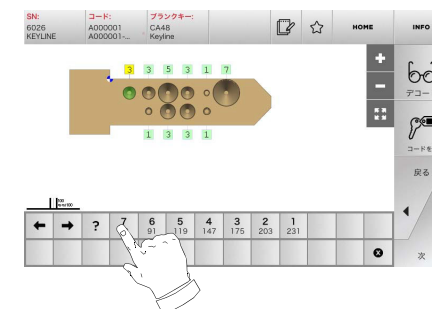 SN:
6026
KEYLINE
コード:
A000001
A000001-...
ブランクキー:
CA4B
Keyline
HOME
INFO
3 3 5 3 1 7
1 3 3 1
デコー
コードを
戻る
次
? 7 6 5 4 3 2 1
91 119 147 175 203 231